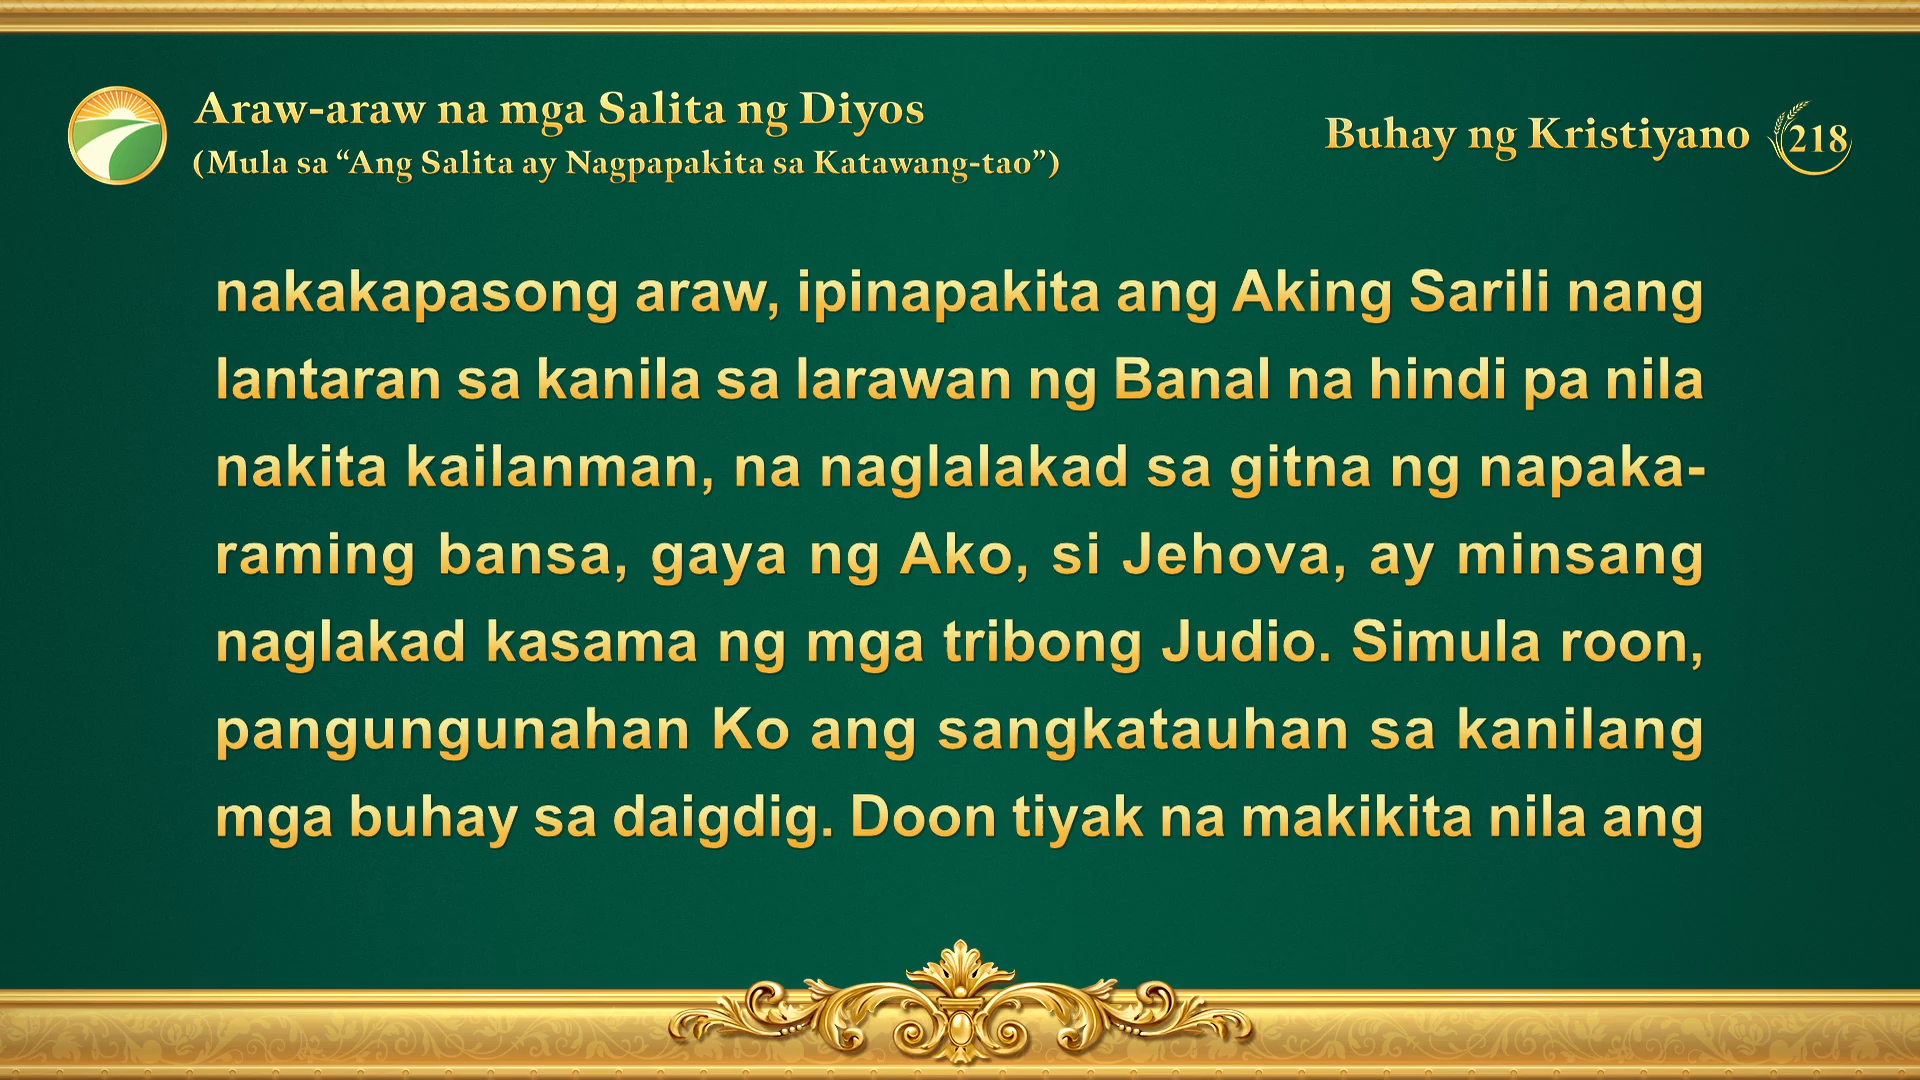 Araw-araw na mga Salita ng Diyos
(Mula sa “Ang Salita ay Nagpapakita sa Katawang-tao”)
Buhay ng Kristiyano 218
nakakapasong araw, ipinapakita ang Aking Sarili nang
lantaran sa kanila sa larawan ng Banal na hindi pa nila
nakita kailanman, na naglalakad sa gitna ng napaka-
raming bansa, gaya ng Ako, si Jehova, ay minsang
naglakad kasama ng mga tribong Judio. Simula roon,
pangungunahan Ko ang sangkatauhan sa kanilang
mga buhay sa daigdig. Doon tiyak na makikita nila ang